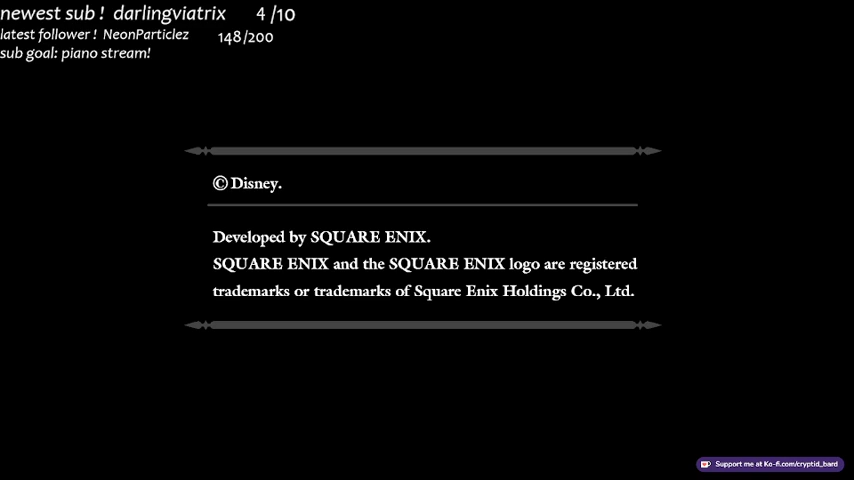 newest sub ! darlingviatrix 4 /10
latest follower ! NeonParticlez 148/200
sub goal: piano stream!
© Disney.
Developed by SQUARE ENIX.
SQUARE ENIX and the SQUARE ENIX logo are registered
trademarks or trademarks of Square Enix Holdings Co., Ltd.
Support me at Ko-fi.com/cryptid_bard